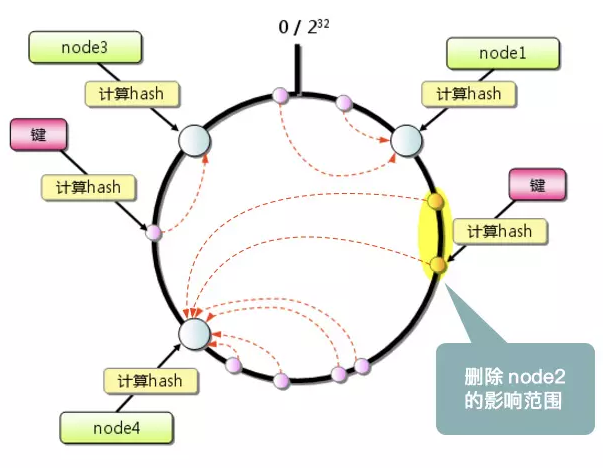 0 / 2³²
node3
node1
计算hash
计算hash
键
计算hash
键
计算hash
计算hash
node4
删除 node2
的影响范围